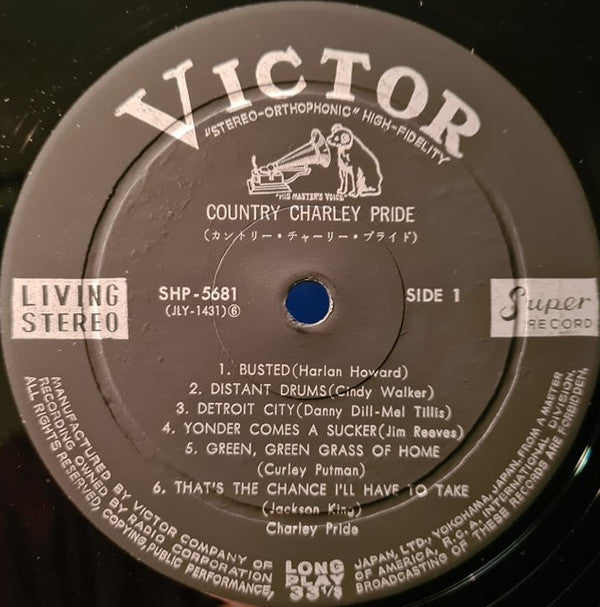 VICTOR
"STEREO-ORTHOPHONIC" HIGH-FIDELITY
"HIS MASTER'S VOICE"
COUNTRY CHARLEY PRIDE
(カントリー・チャーリー・プライド)
LIVING
STEREO
SHP-5681
(JLY-1431)⑥
SIDE 1
Super
RECORD
1. BUSTED(Harlan Howard)
2. DISTANT DRUMS(Cindy Walker)
3. DETROIT CITY(Danny Dill-Mel Tillis)
4. YONDER COMES A SUCKER(Jim Reeves)
5. GREEN, GREEN GRASS OF HOME
(Curley Putman)
6. THAT'S THE CHANCE I'LL HAVE TO TAKE
(Jackson King)
Charley Pride
MANUFACTURED BY VICTOR COMPANY OF JAPAN, LTD., YOKOHAMA, JAPAN, FROM A MASTER
RECORDING OWNED BY RADIO CORPORATION OF AMERICA, R.C.A. INTERNATIONAL DIVISION.
ALL RIGHTS RESERVED, COPYING, PUBLIC PERFORMANCE, BROADCASTING OF THESE RECORDS ARE FORBIDDEN.
LONG
PLAY
33 1/3